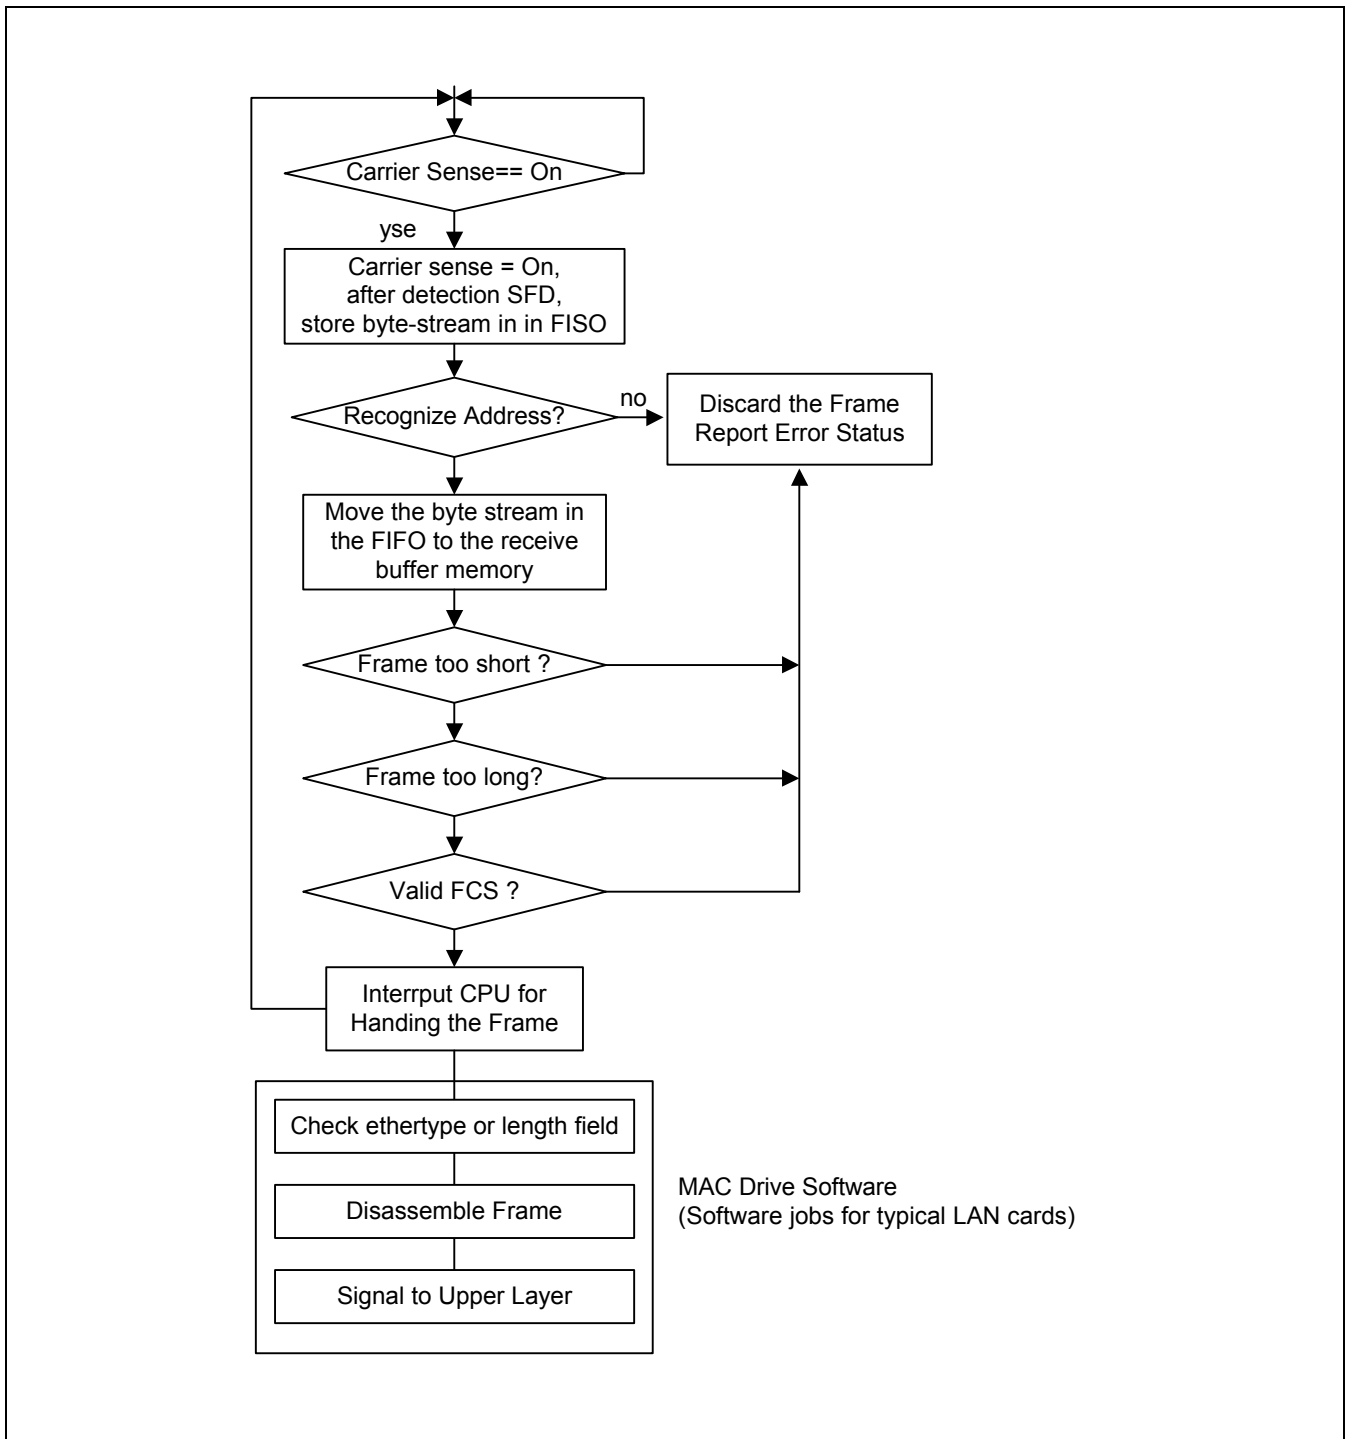 Carrier Sense== On
yse
Carrier sense = On,
after detection SFD,
store byte-stream in in FISO
Recognize Address?
no
Discard the Frame
Report Error Status
Move the byte stream in
the FIFO to the receive
buffer memory
Frame too short ?
Frame too long?
Valid FCS ?
Interrput CPU for
Handing the Frame
Check ethertype or length field
Disassemble Frame
Signal to Upper Layer
MAC Drive Software
(Software jobs for typical LAN cards)